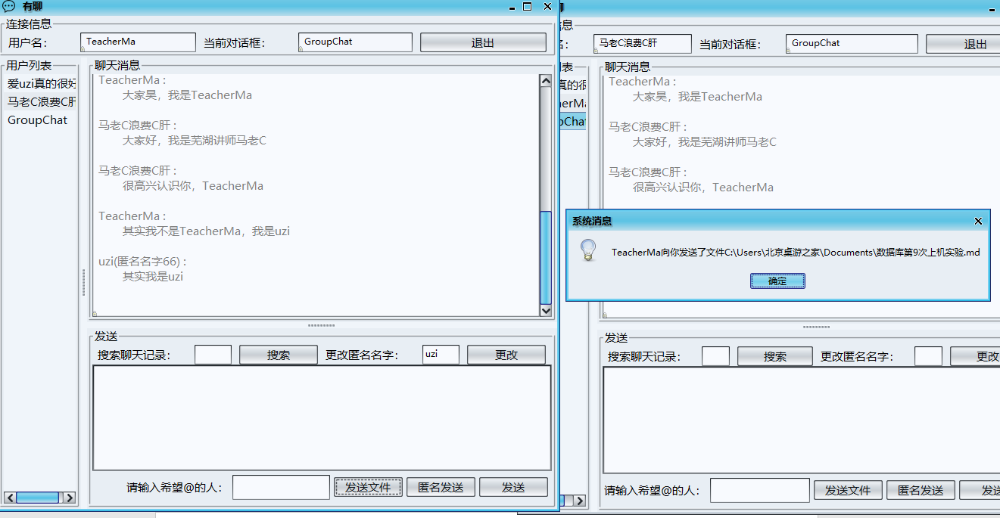 有聊
连接信息
用户名： TeacherMa 当前对话框： GroupChat 退出
用户列表
爱uzi真的很好
马老C浪费C肝
GroupChat
聊天消息
TeacherMa :
大家昊，我是TeacherMa
马老C浪费C肝 :
大家好，我是芜湖讲师马老C
马老C浪费C肝 :
很高兴认识你，TeacherMa
TeacherMa :
其实我不是TeacherMa，我是uzi
uzi(匿名名字66) :
其实我是uzi
发送
搜索聊天记录： 搜索 更改匿名名字： uzi 更改
请输入希望@的人： 发送文件 匿名发送 发送
息
名： 马老C浪费C肝 当前对话框： GroupChat 退出
表
真的很
herMa
pChat
聊天消息
TeacherMa :
大家昊，我是TeacherMa
马老C浪费C肝 :
大家好，我是芜湖讲师马老C
马老C浪费C肝 :
很高兴认识你，TeacherMa
系统消息
TeacherMa向你发送了文件C:\Users\北京桌游之家\Documents\数据库第9次上机实验.md
确定
发送
搜索聊天记录： 搜索 更改匿名名字： 更改
请输入希望@的人： 发送文件 匿名发送 发送